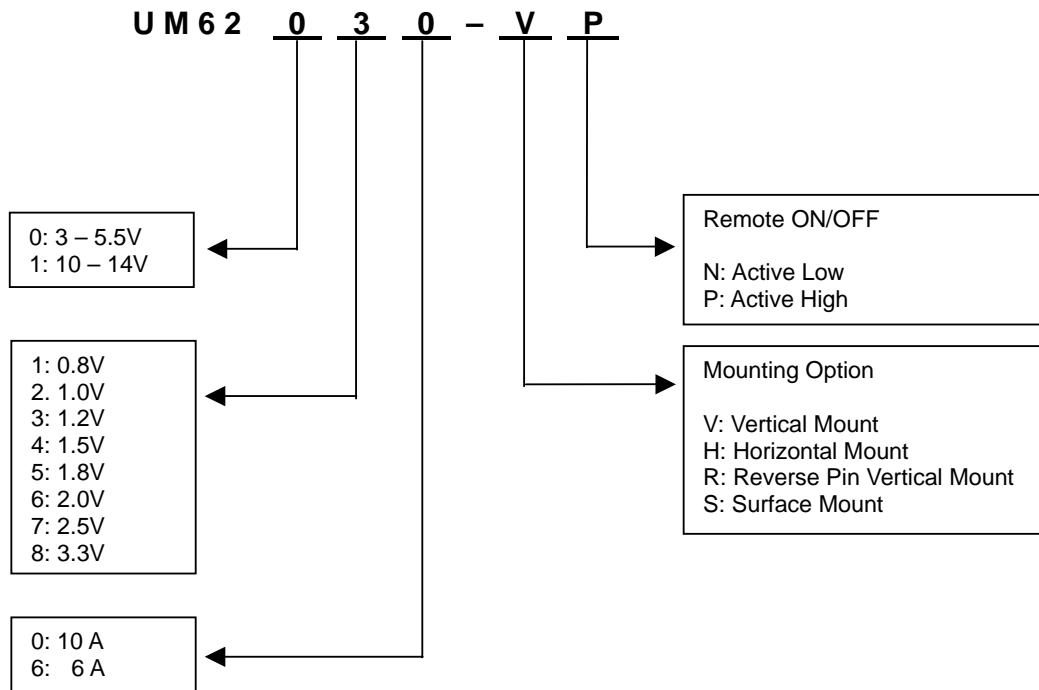 U M 6 2 0 3 0 – V P
0: 3 – 5.5V
1: 10 – 14V
1: 0.8V
2. 1.0V
3: 1.2V
4: 1.5V
5: 1.8V
6: 2.0V
7: 2.5V
8: 3.3V
0: 10 A
6: 6 A
Remote ON/OFF
N: Active Low
P: Active High
Mounting Option
V: Vertical Mount
H: Horizontal Mount
R: Reverse Pin Vertical Mount
S: Surface Mount